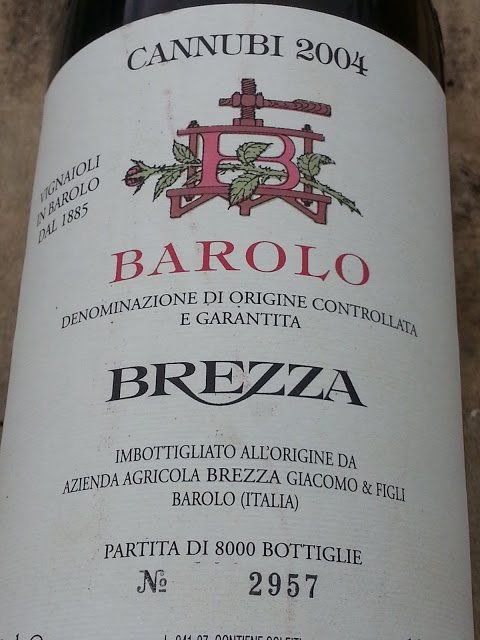 CANNUBI 2004
VIGNAIOLI
IN BAROLO
DAL 1885
B
BAROLO
DENOMINAZIONE DI ORIGINE CONTROLLATA
E GARANTITA
BREZZA
IMBOTTIGLIATO ALL'ORIGINE DA
AZIENDA AGRICOLA BREZZA GIACOMO & FIGLI
BAROLO (ITALIA)
PARTITA DI 8000 BOTTIGLIE
№ 2957